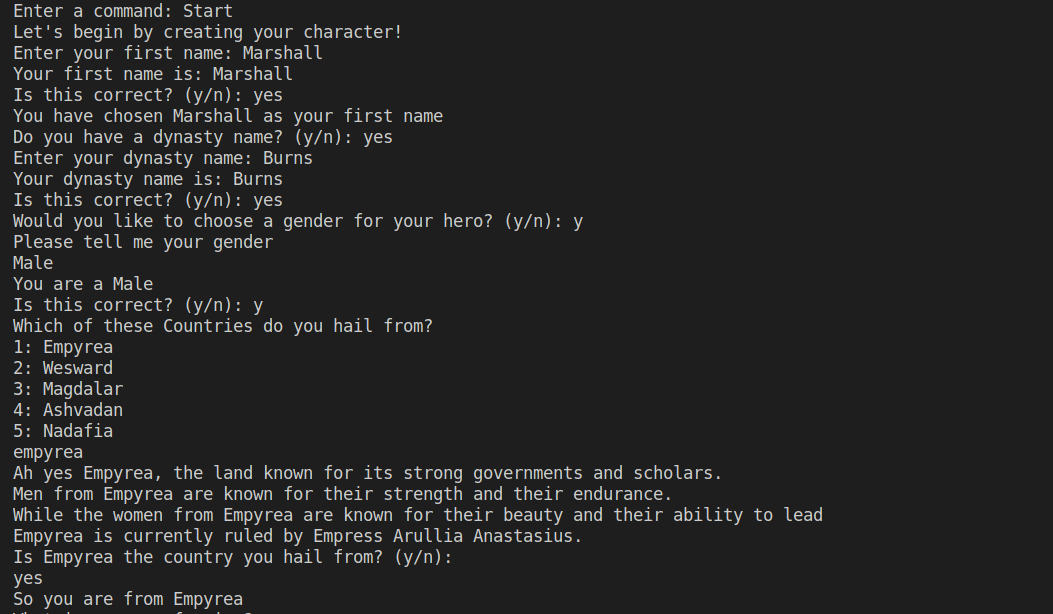 Enter a command: Start
Let's begin by creating your character!
Enter your first name: Marshall
Your first name is: Marshall
Is this correct? (y/n): yes
You have chosen Marshall as your first name
Do you have a dynasty name? (y/n): yes
Enter your dynasty name: Burns
Your dynasty name is: Burns
Is this correct? (y/n): yes
Would you like to choose a gender for your hero? (y/n): y
Please tell me your gender
Male
You are a Male
Is this correct? (y/n): y
Which of these Countries do you hail from?
1: Empyrea
2: Wesward
3: Magdalar
4: Ashvadan
5: Nadafia
empyrea
Ah yes Empyrea, the land known for its strong governments and scholars.
Men from Empyrea are known for their strength and their endurance.
While the women from Empyrea are known for their beauty and their ability to lead
Empyrea is currently ruled by Empress Arullia Anastasius.
Is Empyrea the country you hail from? (y/n):
yes
So you are from Empyrea